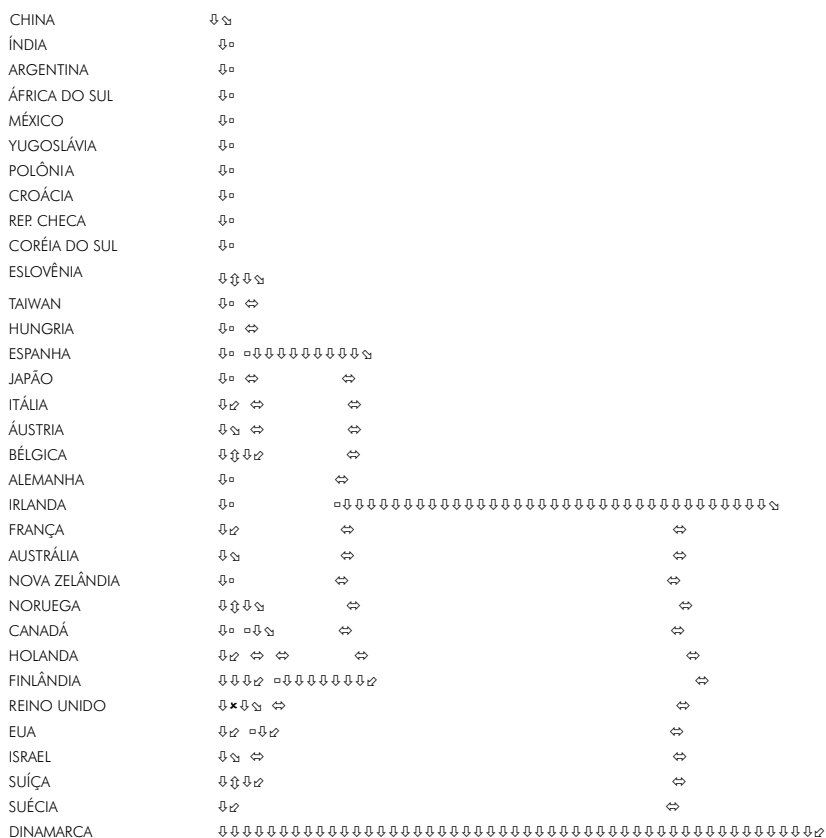 CHINA
ÍNDIA
ARGENTINA
ÁFRICA DO SUL
MÉXICO
YUGOSLÁVIA
POLÔNIA
CROÁCIA
REP. CHECA
CORÉIA DO SUL
ESLOVÊNIA
TAIWAN
HUNGRIA
ESPANHA
JAPÃO
ITÁLIA
ÁUSTRIA
BÉLGICA
ALEMANHA
IRLANDA
FRANÇA
AUSTRÁLIA
NOVA ZELÂNDIA
NORUEGA
CANADÁ
HOLANDA
FINLÂNDIA
REINO UNIDO
EUA
ISRAEL
SUÍÇA
SUÉCIA
DINAMARCA